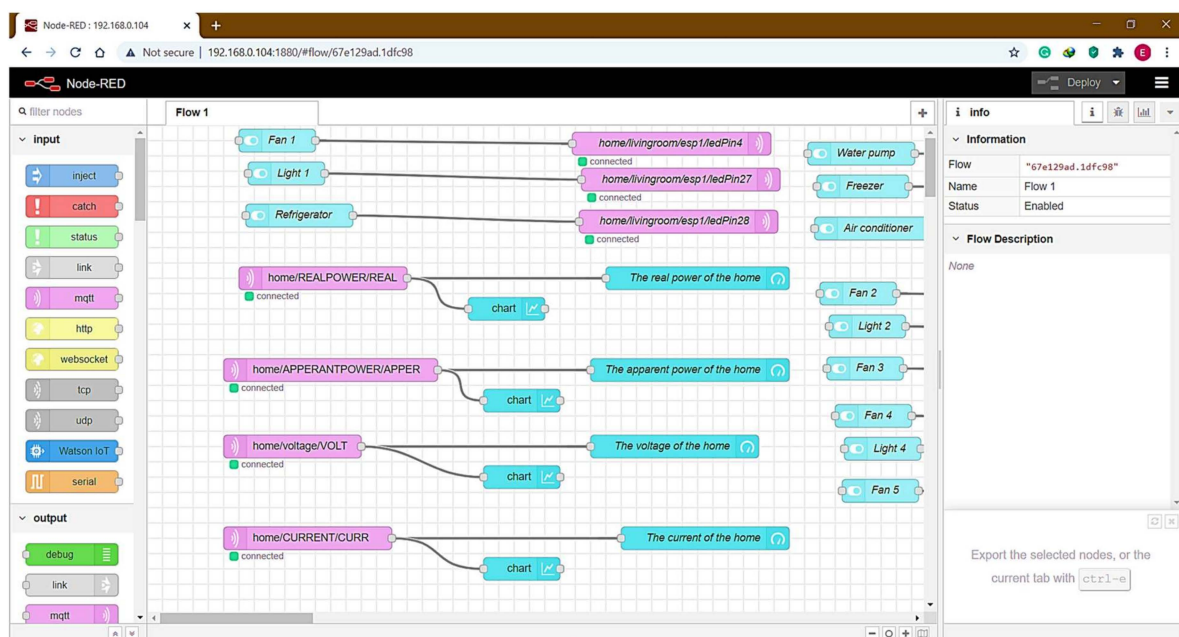 Node-RED : 192.168.0.104
Not secure | 192.168.0.104:1880/#flow/67e129ad.1dfc98
E
Node-RED
Deploy
filter nodes
input
inject
catch
status
link
mqtt
http
websocket
tcp
udp
Watson IoT
serial
output
debug
link
mqtt
Flow 1
Fan 1
home/livingroom/esp1/ledPin4
connected
Light 1
home/livingroom/esp1/ledPin27
connected
Refrigerator
home/livingroom/esp1/ledPin28
connected
home/REALPOWER/REAL
connected
The real power of the home
chart
home/APPERANTPOWER/APPER
connected
The apparent power of the home
chart
home/voltage/VOLT
connected
The voltage of the home
chart
home/CURRENT/CURR
connected
The current of the home
chart
Water pump
Freezer
Air conditioner
Fan 2
Light 2
Fan 3
Fan 4
Light 4
Fan 5
i info
i
Information
Flow "67e129ad.1dfc98"
Name Flow 1
Status Enabled
Flow Description
None
Export the selected nodes, or the
current tab with ctrl-e